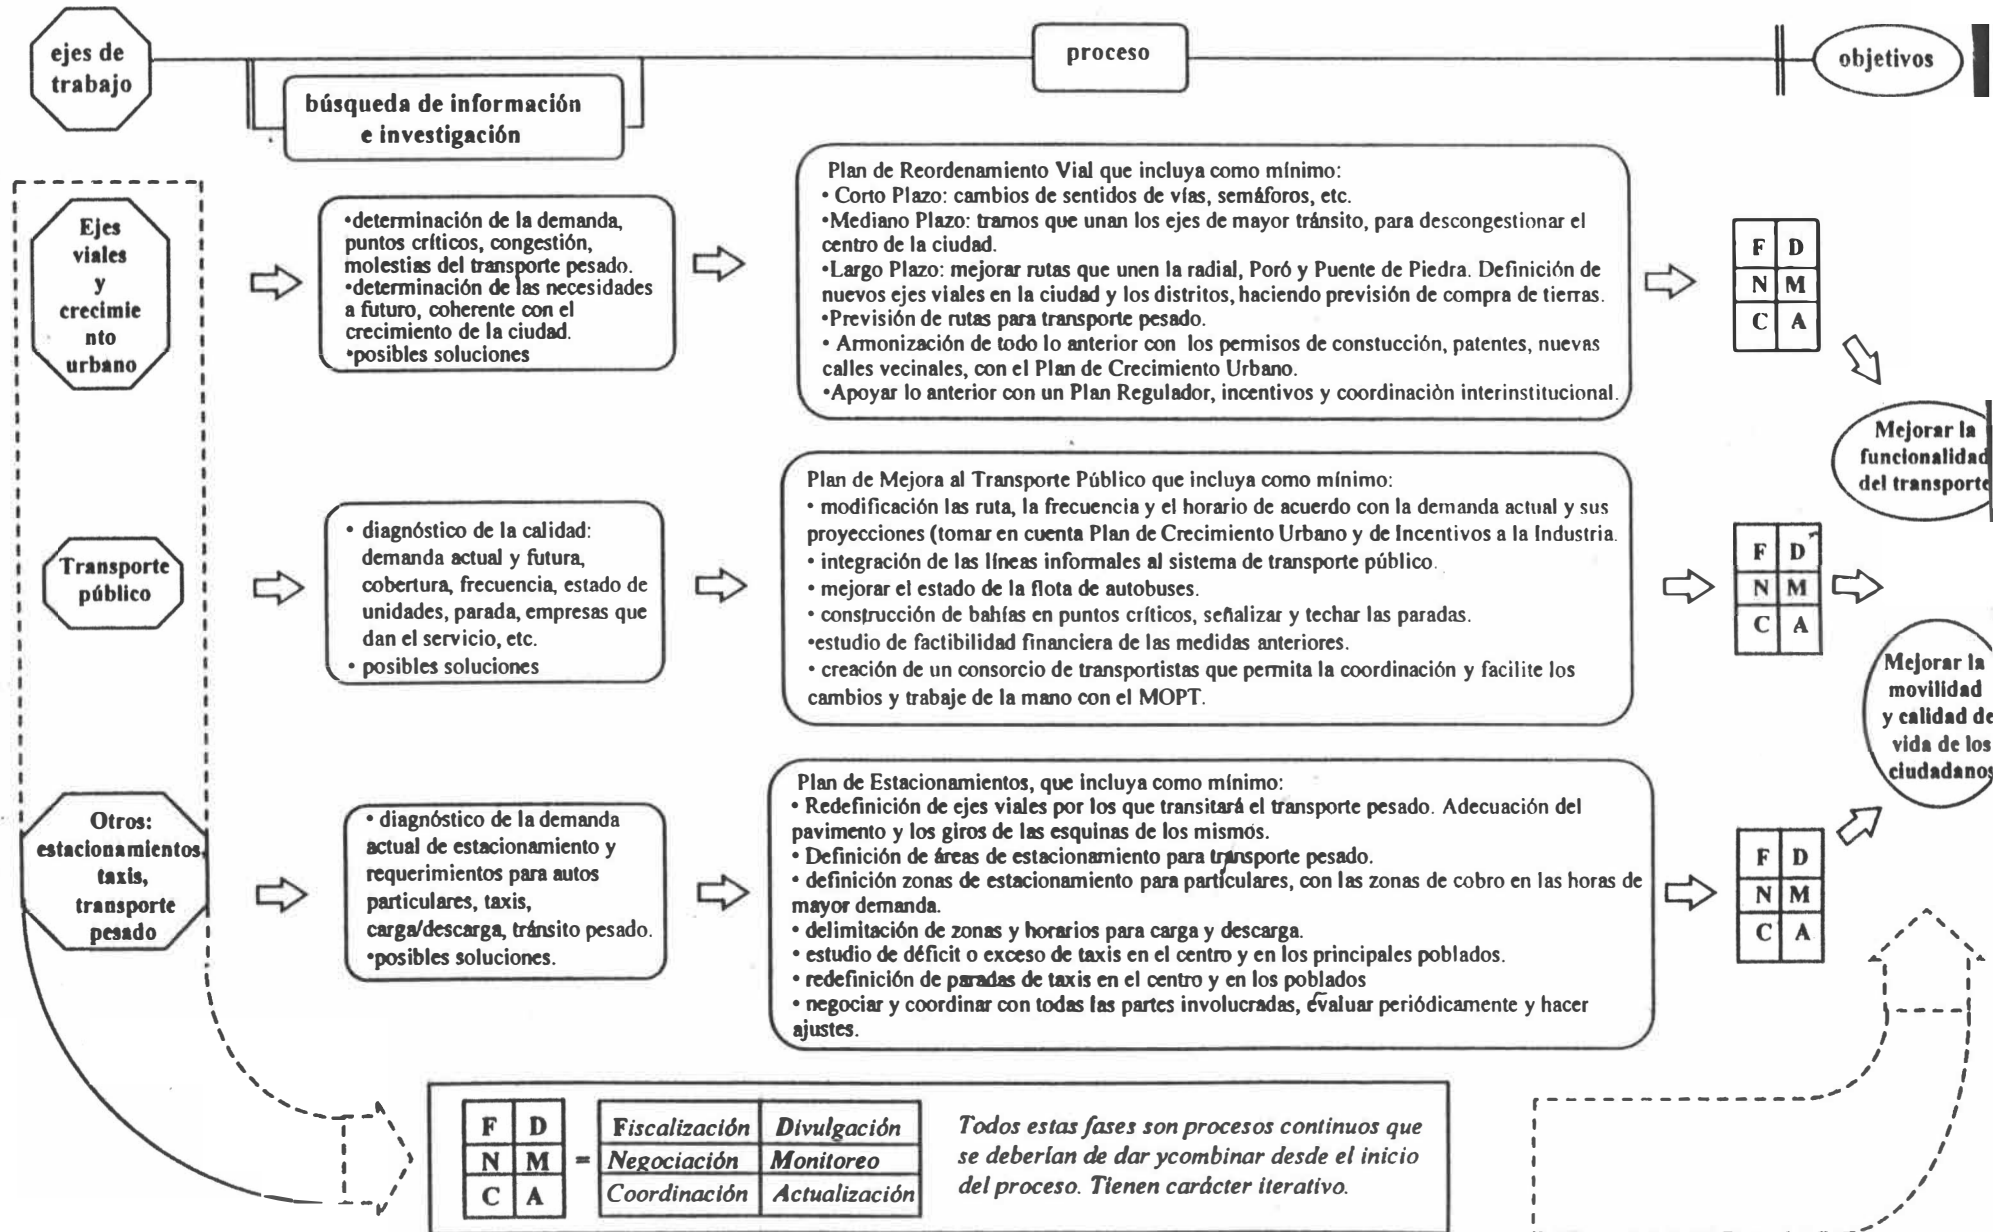 ejes de
trabajo
proceso
objetivos
búsqueda de información
e investigación
Ejes
viales
y
crecimie
nto
urbano
•determinación de la demanda,
puntos críticos, congestión,
molestias del transporte pesado.
•determinación de las necesidades
a futuro, coherente con el
crecimiento de la ciudad.
•posibles soluciones
Plan de Reordenamiento Vial que incluya como mínimo:
• Corto Plazo: cambios de sentidos de vías, semáforos, etc.
•Mediano Plazo: tramos que unan los ejes de mayor tránsito, para descongestionar el
centro de la ciudad.
•Largo Plazo: mejorar rutas que unen la radial, Poró y Puente de Piedra. Definición de
nuevos ejes viales en la ciudad y los distritos, haciendo previsión de compra de tierras.
•Previsión de rutas para transporte pesado.
• Armonización de todo lo anterior con los permisos de constucción, patentes, nuevas
calles vecinales, con el Plan de Crecimiento Urbano.
•Apoyar lo anterior con un Plan Regulador, incentivos y coordinaciòn interinstitucional.
F D
N M
C A
Mejorar la
funcionalidad
del transporte
Transporte
público
• diagnóstico de la calidad:
demanda actual y futura,
cobertura, frecuencia, estado de
unidades, parada, empresas que
dan el servicio, etc.
• posibles soluciones
Plan de Mejora al Transporte Público que incluya como mínimo:
• modificación las ruta, la frecuencia y el horario de acuerdo con la demanda actual y sus
proyecciones (tomar en cuenta Plan de Crecimiento Urbano y de Incentivos a la Industria.
• integración de las líneas informales al sistema de transporte público.
• mejorar el estado de la flota de autobuses.
• construcción de bahías en puntos críticos, señalizar y techar las paradas.
•estudio de factibilidad financiera de las medidas anteriores.
• creación de un consorcio de transportistas que permita la coordinación y facilite los
cambios y trabaje de la mano con el MOPT.
F D
N M
C A
Mejorar la
movilidad
y calidad de
vida de los
ciudadanos
Otros:
estacionamientos,
taxis,
transporte
pesado
• diagnóstico de la demanda
actual de estacionamiento y
requerimientos para autos
particulares, taxis,
carga/descarga, tránsito pesado.
•posibles soluciones.
Plan de Estacionamientos, que incluya como mínimo:
• Redefinición de ejes viales por los que transitará el transporte pesado. Adecuación del
pavimento y los giros de las esquinas de los mismos.
• Definición de áreas de estacionamiento para transporte pesado.
• definición zonas de estacionamiento para particulares, con las zonas de cobro en las horas de
mayor demanda.
• delimitación de zonas y horarios para carga y descarga.
• estudio de déficit o exceso de taxis en el centro y en los principales poblados.
• redefinición de paradas de taxis en el centro y en los poblados
• negociar y coordinar con todas las partes involucradas, évaluar periódicamente y hacer
ajustes.
F D
N M
C A
F D
N M
C A
=
Fiscalización Divulgación
Negociación Monitoreo
Coordinación Actualización
Todos estas fases son procesos continuos que
se deberían de dar ycombinar desde el inicio
del proceso. Tienen carácter iterativo.